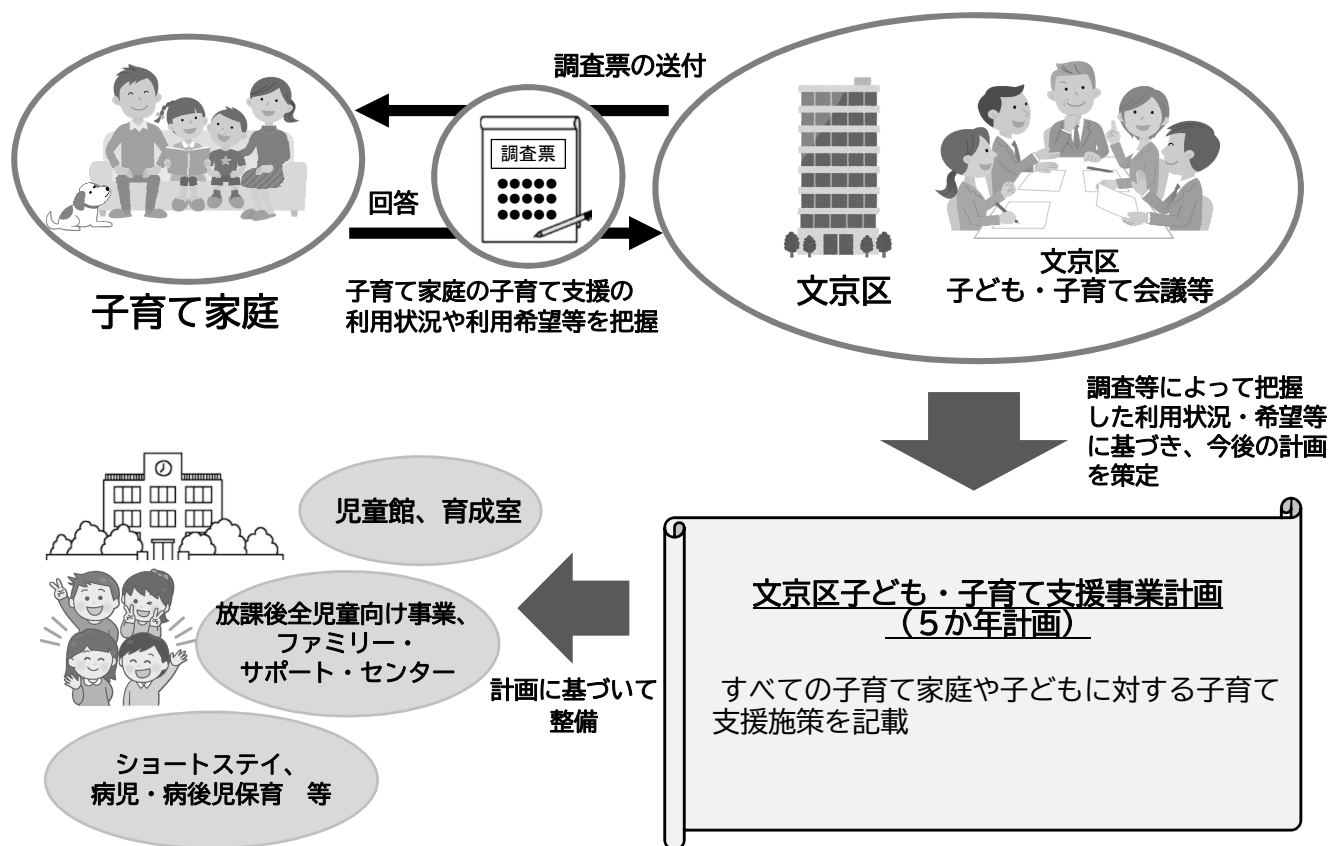 調査票の送付
調査票
回答
子育て家庭
子育て家庭の子育て支援の
利用状況や利用希望等を把握
文京区
文京区
子ども・子育て会議等
調査等によって把握
した利用状況・希望等
に基づき、今後の計画
を策定
文京区子ども・子育て支援事業計画
（５か年計画）
すべての子育て家庭や子どもに対する子育て
支援施策を記載
計画に基づいて
整備
児童館、育成室
放課後全児童向け事業、
ファミリー・
サポート・センター
ショートステイ、
病児・病後児保育　等